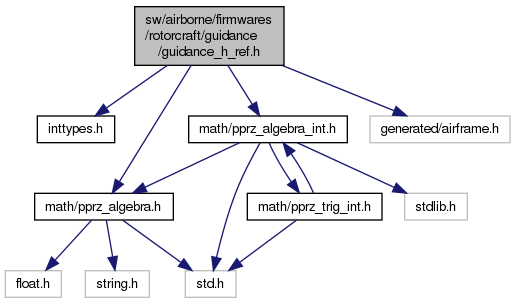 sw/airborne/firmwares
/rotorcraft/guidance
/guidance_h_ref.h
inttypes.h
math/pprz_algebra_int.h
generated/airframe.h
math/pprz_algebra.h
math/pprz_trig_int.h
stdlib.h
float.h
string.h
std.h